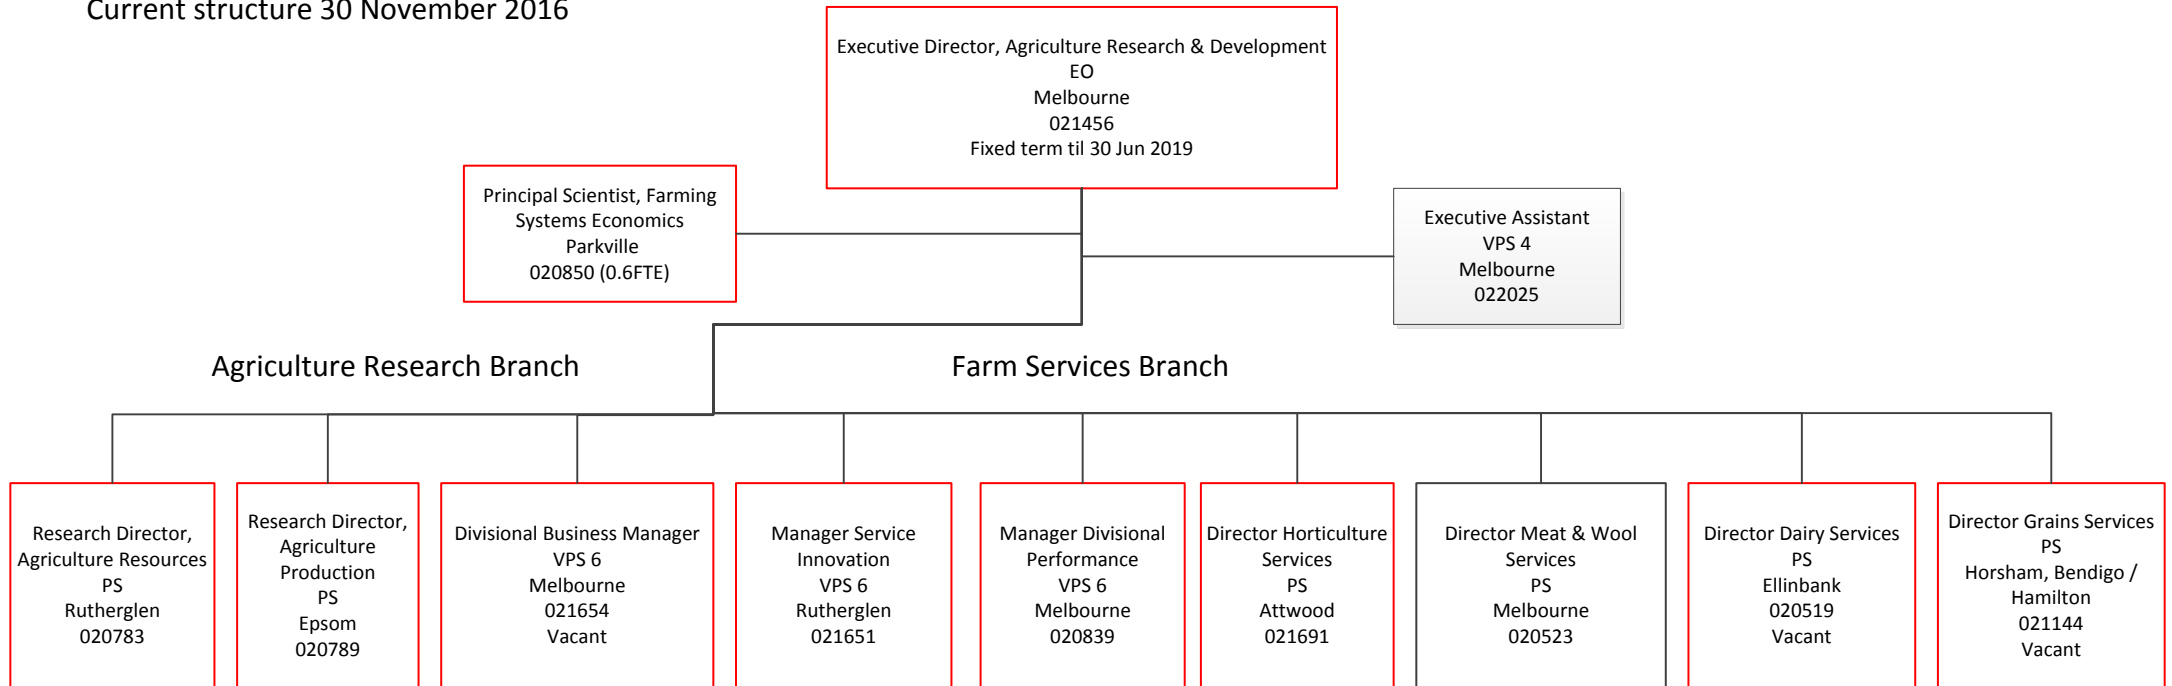 Current structure 30 November 2016
Executive Director, Agriculture Research & Development
EO
Melbourne
021456
Fixed term til 30 Jun 2019
Principal Scientist, Farming
Systems Economics
Parkville
020850 (0.6FTE)
Executive Assistant
VPS 4
Melbourne
022025
Agriculture Research Branch
Farm Services Branch
Research Director,
Agriculture Resources
PS
Rutherglen
020783
Research Director,
Agriculture
Production
PS
Epsom
020789
Divisional Business Manager
VPS 6
Melbourne
021654
Vacant
Manager Service
Innovation
VPS 6
Rutherglen
021651
Manager Divisional
Performance
VPS 6
Melbourne
020839
Director Horticulture
Services
PS
Attwood
021691
Director Meat & Wool
Services
PS
Melbourne
020523
Director Dairy Services
PS
Ellinbank
020519
Vacant
Director Grains Services
PS
Horsham, Bendigo /
Hamilton
021144
Vacant